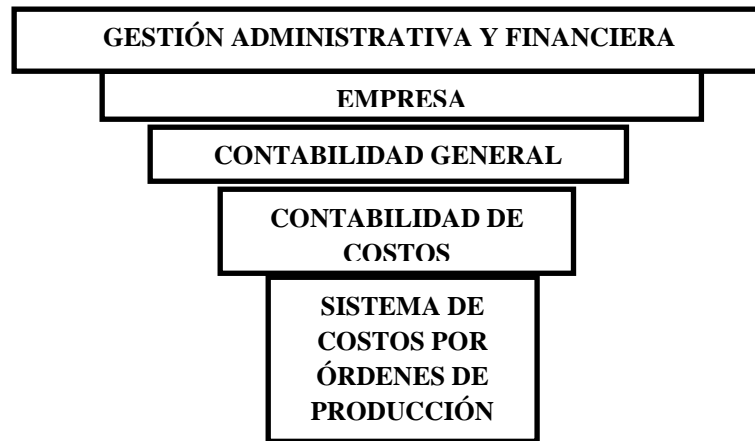 GESTIÓN ADMINISTRATIVA Y FINANCIERA
EMPRESA
CONTABILIDAD GENERAL
CONTABILIDAD DE
COSTOS
SISTEMA DE
COSTOS POR
ÓRDENES DE
PRODUCCIÓN